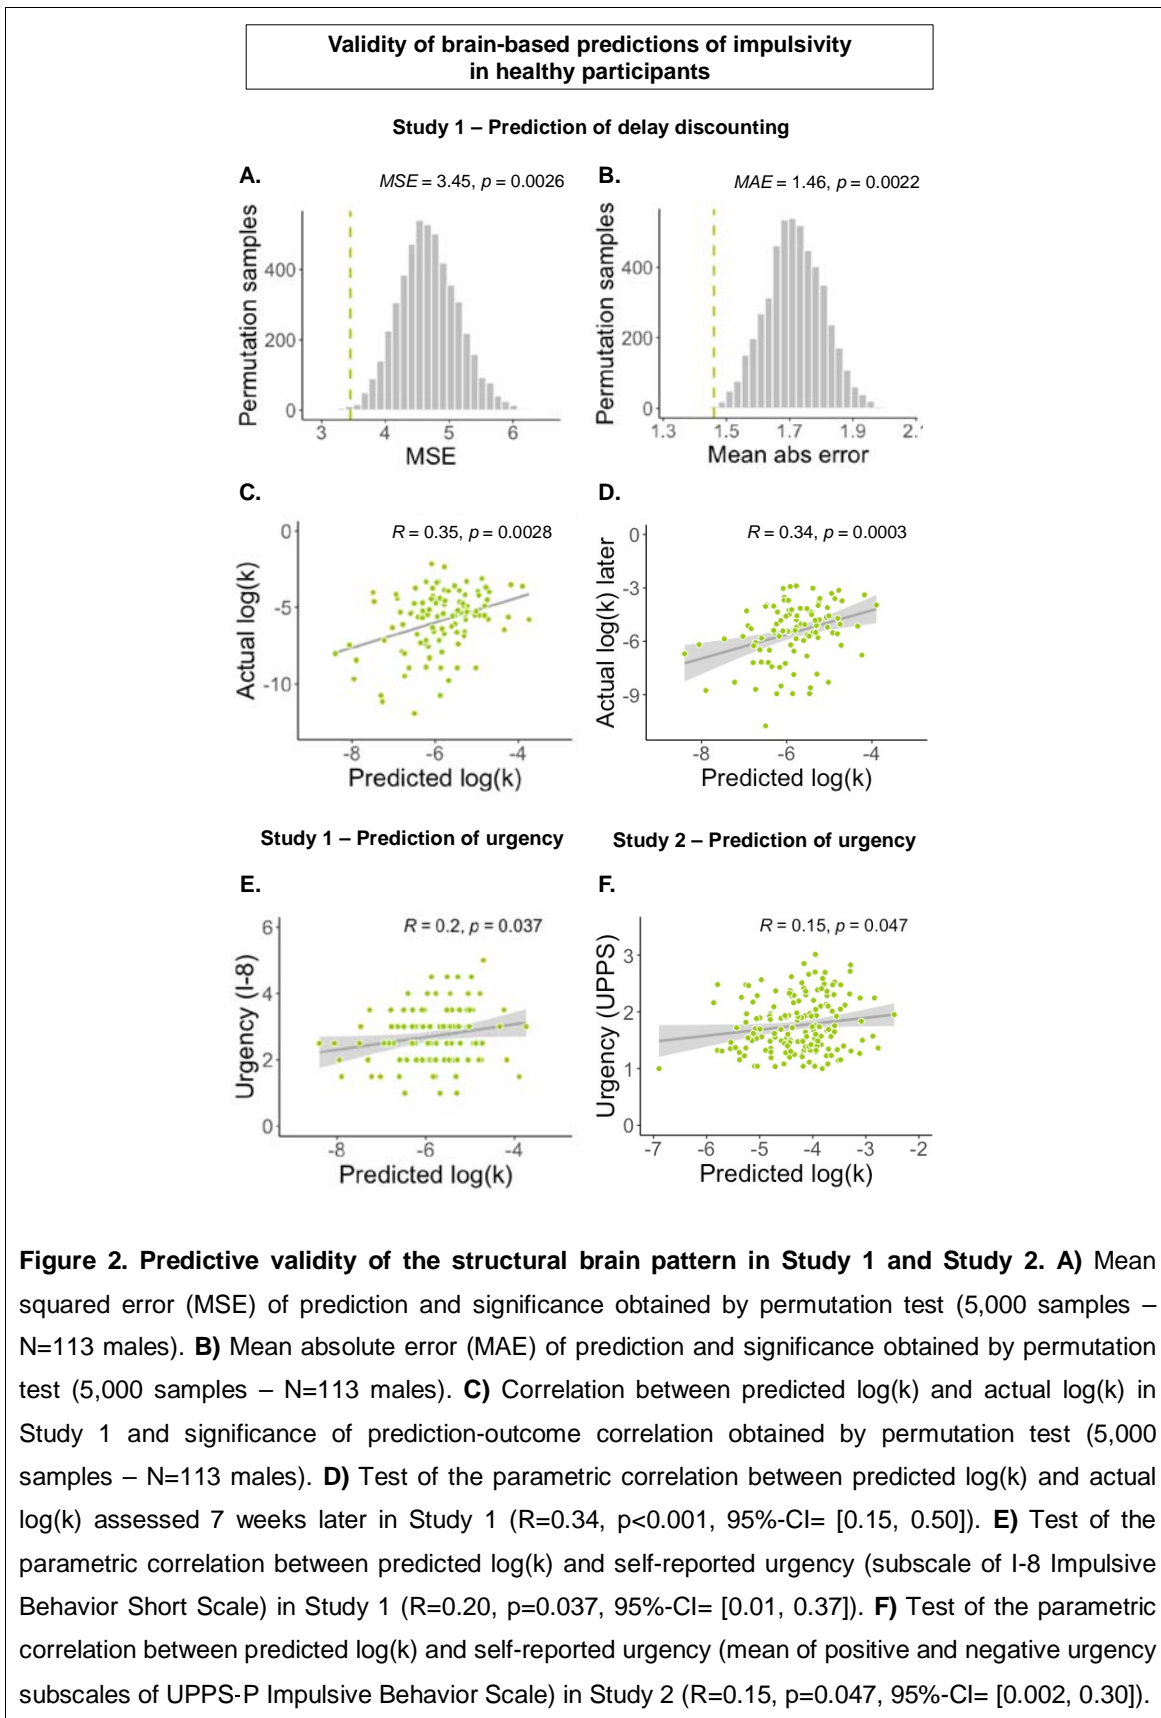 Validity of brain-based predictions of impulsivity
in healthy participants
Study 1 – Prediction of delay discounting
A.
MSE = 3.45, p = 0.0026
Permutation samples
400
200
0
3 4 5 6
MSE
B.
MAE = 1.46, p = 0.0022
Permutation samples
400
200
0
1.3 1.5 1.7 1.9 2.
Mean abs error
C.
R = 0.35, p = 0.0028
Actual log(k)
0
-5
-10
-8 -6 -4
Predicted log(k)
D.
R = 0.34, p = 0.0003
Actual log(k) later
0
-3
-6
-9
-8 -6 -4
Predicted log(k)
Study 1 – Prediction of urgency
E.
R = 0.2, p = 0.037
Urgency (I-8)
6
4
2
0
-8 -6 -4
Predicted log(k)
Study 2 – Prediction of urgency
F.
R = 0.15, p = 0.047
Urgency (UPPS)
3
2
1
0
-7 -6 -5 -4 -3 -2
Predicted log(k)
Figure 2. Predictive validity of the structural brain pattern in Study 1 and Study 2. A) Mean
squared error (MSE) of prediction and significance obtained by permutation test (5,000 samples –
N=113 males). B) Mean absolute error (MAE) of prediction and significance obtained by permutation
test (5,000 samples – N=113 males). C) Correlation between predicted log(k) and actual log(k) in
Study 1 and significance of prediction-outcome correlation obtained by permutation test (5,000
samples – N=113 males). D) Test of the parametric correlation between predicted log(k) and actual
log(k) assessed 7 weeks later in Study 1 (R=0.34, p<0.001, 95%-CI= [0.15, 0.50]). E) Test of the
parametric correlation between predicted log(k) and self-reported urgency (subscale of I-8 Impulsive
Behavior Short Scale) in Study 1 (R=0.20, p=0.037, 95%-CI= [0.01, 0.37]). F) Test of the parametric
correlation between predicted log(k) and self-reported urgency (mean of positive and negative urgency
subscales of UPPS-P Impulsive Behavior Scale) in Study 2 (R=0.15, p=0.047, 95%-CI= [0.002, 0.30]).